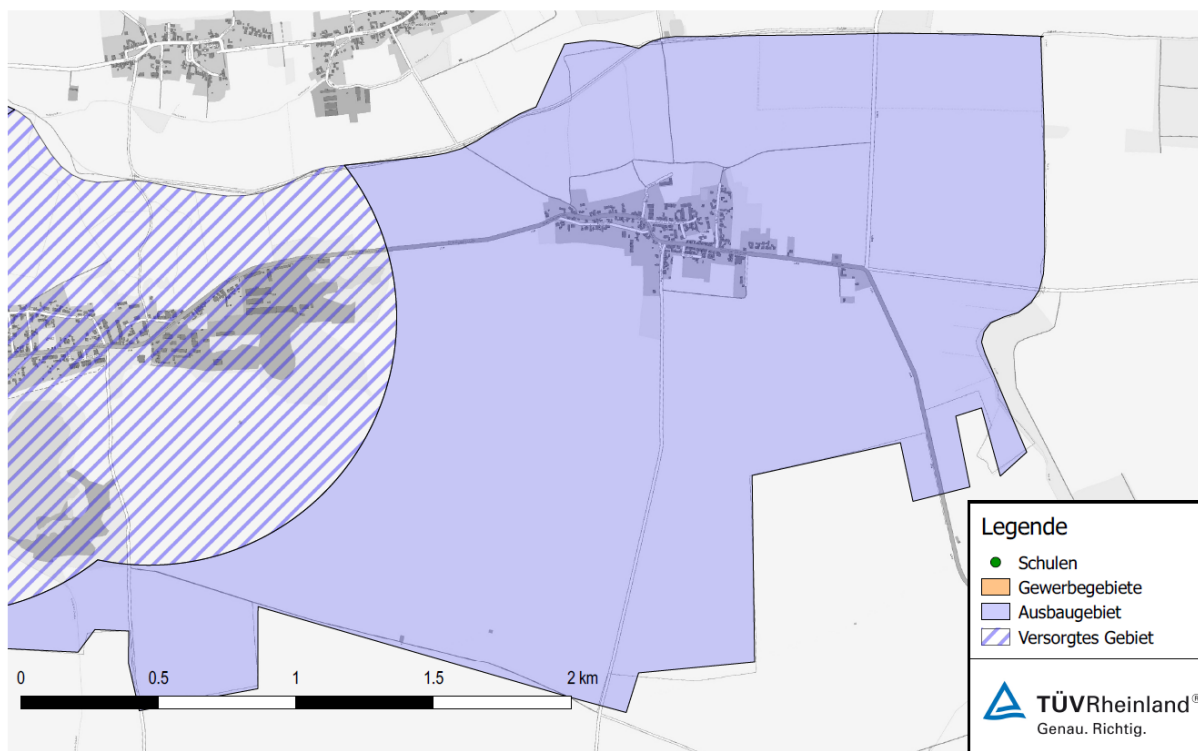 Legende
Schulen
Gewerbegebiete
Ausbaugebiet
Versorgtes Gebiet
0 0.5 1 1.5 2 km
TÜVRheinland®
Genau. Richtig.